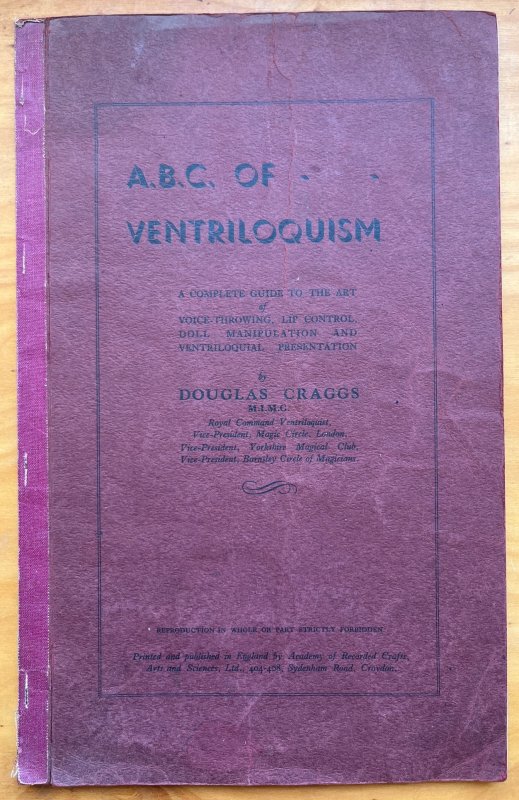 A.B.C. OF - -
VENTRILOQUISM
A COMPLETE GUIDE TO THE ART
of
VOICE-THROWING, LIP CONTROL,
DOLL MANIPULATION AND
VENTRILOQUIAL PRESENTATION
by
DOUGLAS CRAGGS
M.I.M.C.
Royal Command Ventriloquist,
Vice-President, Magic Circle, London,
Vice-President, Yorkshire Magical Club,
Vice-President, Barnsley Circle of Magicians.
REPRODUCTION IN WHOLE OR PART STRICTLY FORBIDDEN
Printed and published in England by Academy of Recorded Crafts,
Arts and Sciences, Ltd., 404-408, Sydenham Road, Croydon.